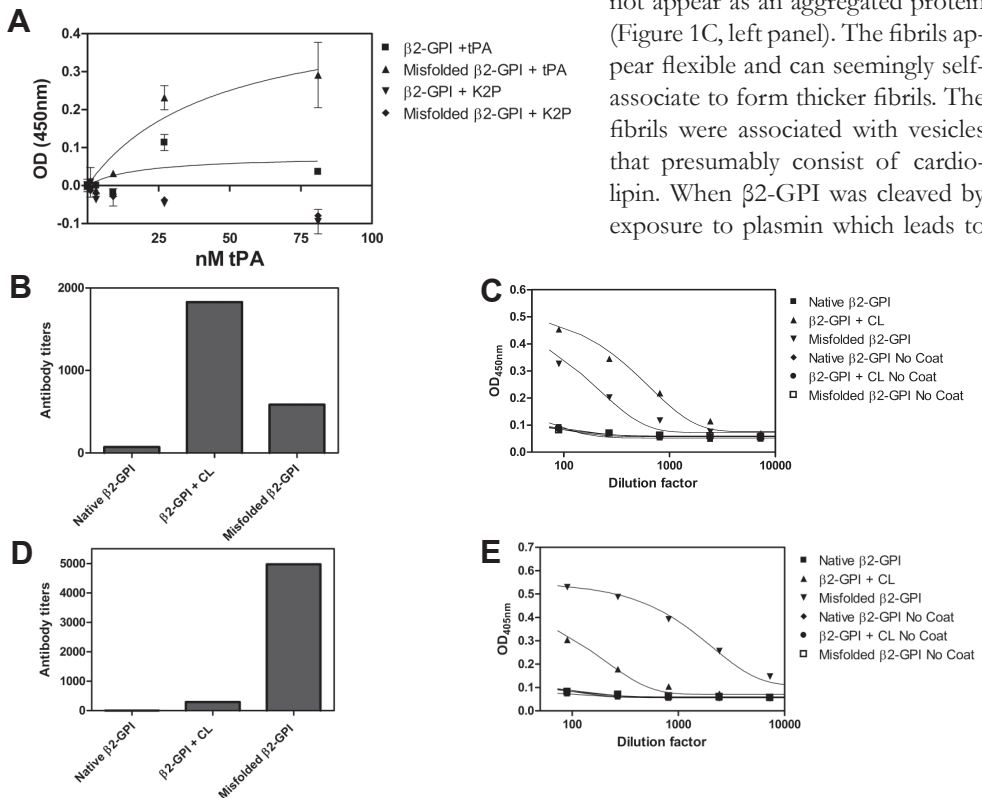 A
0.4
0.3
0.2
0.1
0.0
-0.1
OD (450nm)
25
50
75
100
nM tPA
β2-GPI +tPA
Misfolded β2-GPI + tPA
β2-GPI + K2P
Misfolded β2-GPI + K2P
not appear as an aggregated protein
(Figure 1C, left panel). The fibrils ap-
pear flexible and can seemingly self-
associate to form thicker fibrils. The
fibrils were associated with vesicles
that presumably consist of cardio-
lipin. When β2-GPI was cleaved by
exposure to plasmin which leads to
B
2000
1000
0
Antibody titers
Native β2-GPI
β2-GPI + CL
Misfolded β2-GPI
C
0.6
0.5
0.4
0.3
0.2
0.1
0.0
OD450nm
100
1000
10000
Dilution factor
Native β2-GPI
β2-GPI + CL
Misfolded β2-GPI
Native β2-GPI No Coat
β2-GPI + CL No Coat
Misfolded β2-GPI No Coat
D
5000
4000
3000
2000
1000
0
Antibody titers
Native β2-GPI
β2-GPI + CL
Misfolded β2-GPI
E
0.7
0.6
0.5
0.4
0.3
0.2
0.1
0.0
OD405nm
100
1000
10000
Dilution factor
Native β2-GPI
β2-GPI + CL
Misfolded β2-GPI
Native β2-GPI No Coat
β2-GPI + CL No Coat
Misfolded β2-GPI No Coat